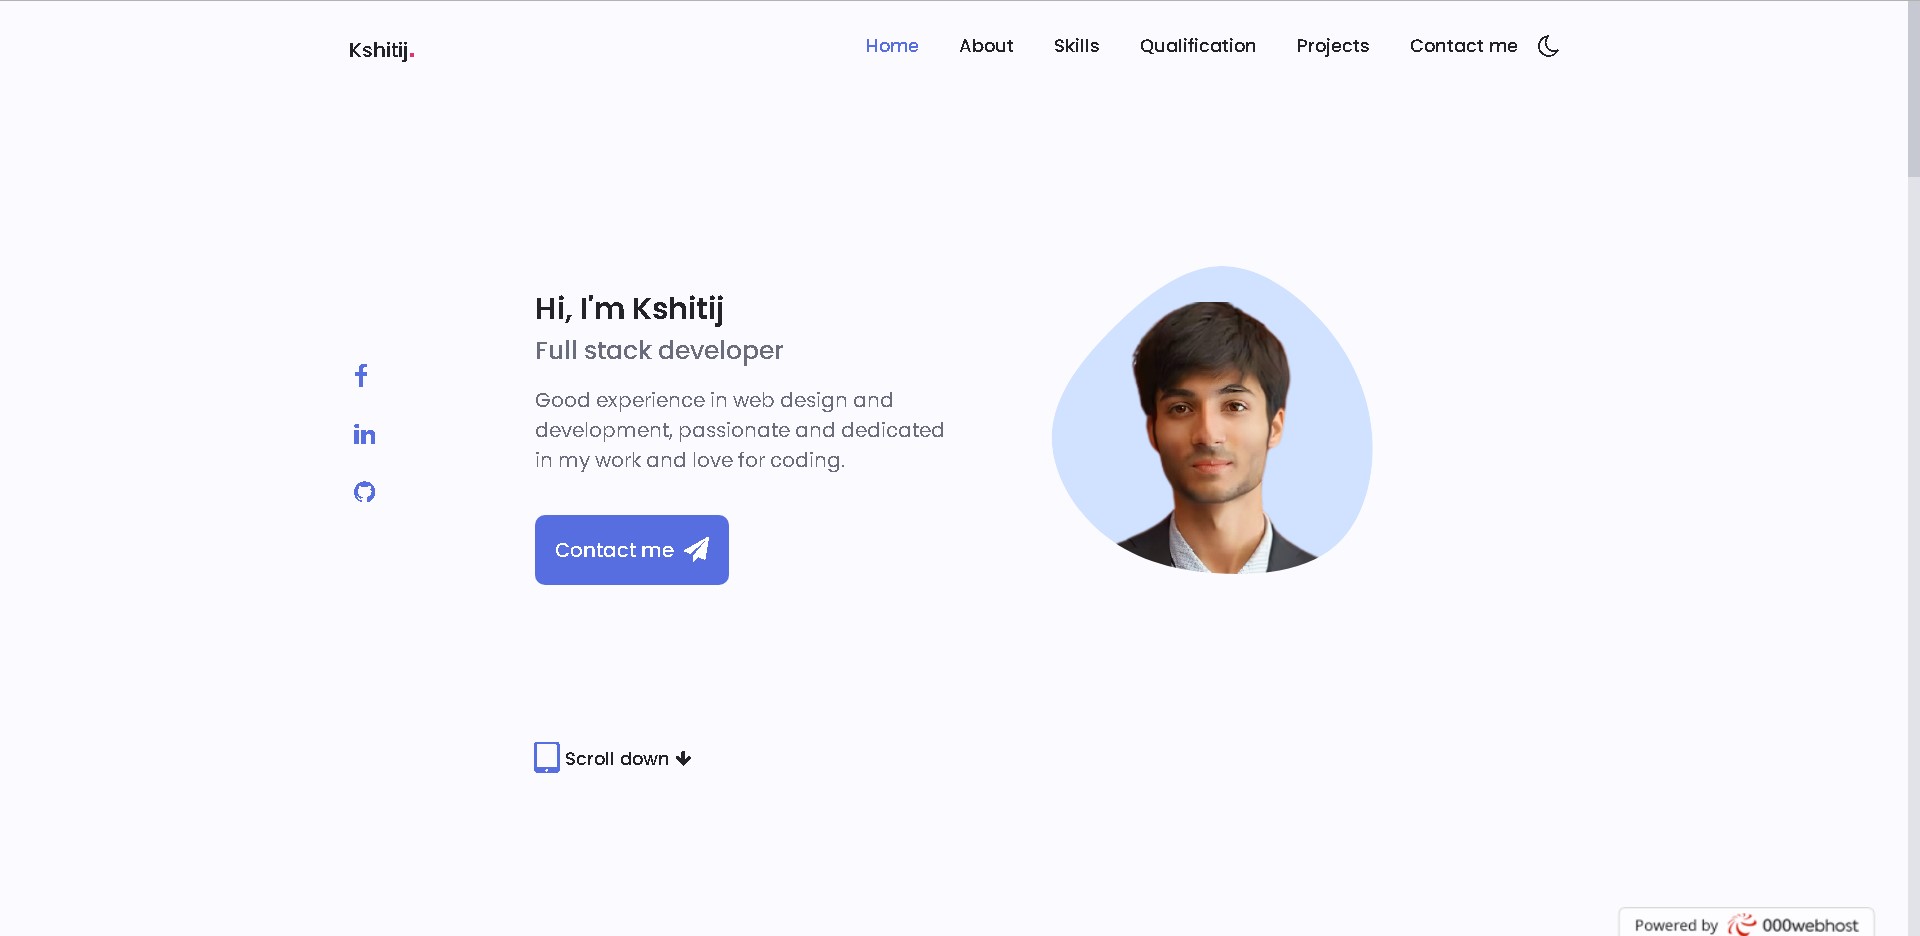 Kshitij.
Home About Skills Qualification Projects Contact me
Hi, I'm Kshitij
Full stack developer
Good experience in web design and
development, passionate and dedicated
in my work and love for coding.
Contact me
Scroll down
Powered by 000webhost